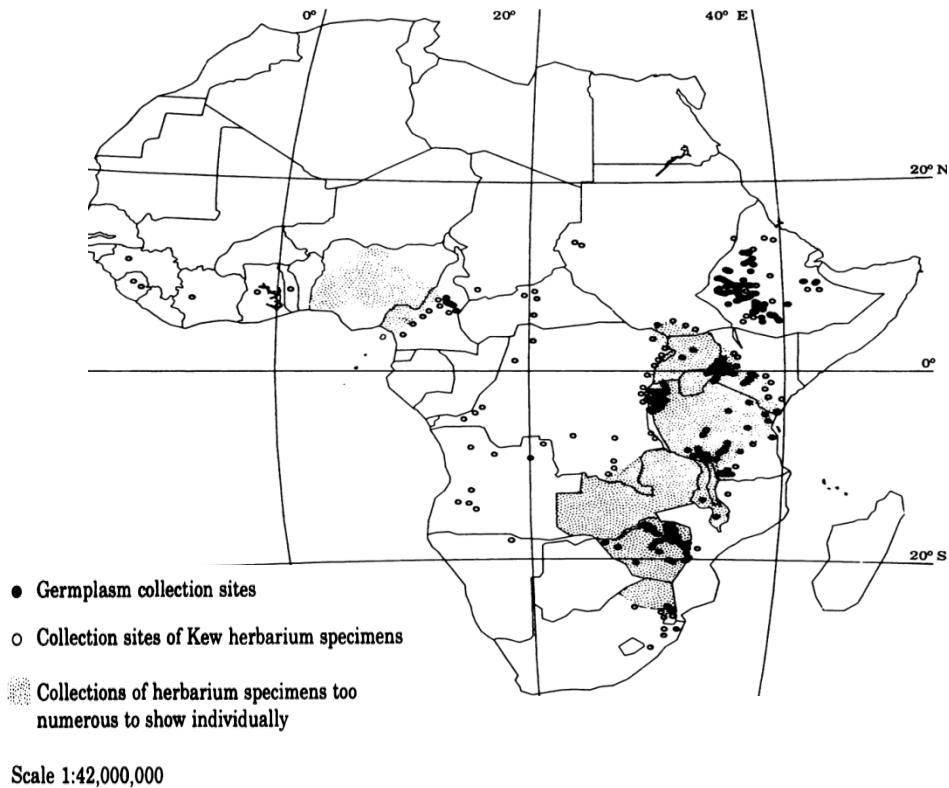 0° 20° 40° E
20° N
0°
20° S
Germplasm collection sites
Collection sites of Kew herbarium specimens
Collections of herbarium specimens too
numerous to show individually
Scale 1:42,000,000